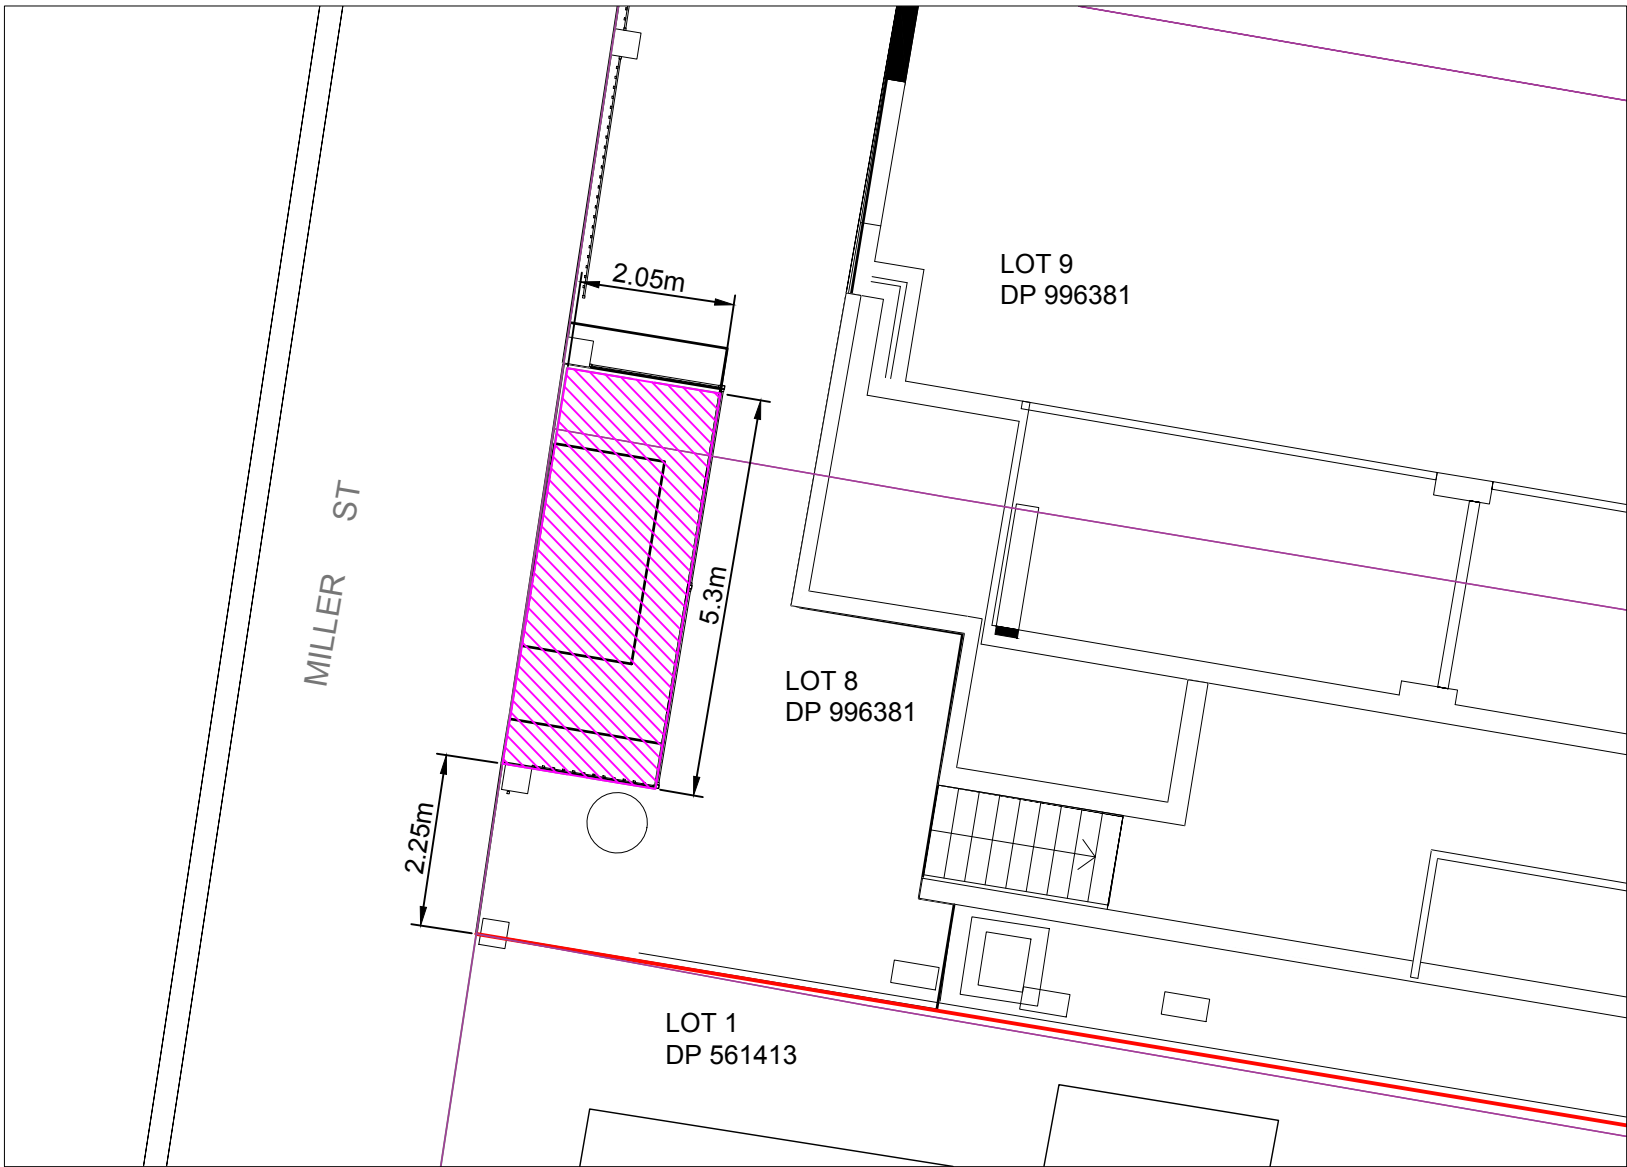 LOT 9
DP 996381
2.05m
MILLER ST
5.3m
LOT 8
DP 996381
2.25m
LOT 1
DP 561413